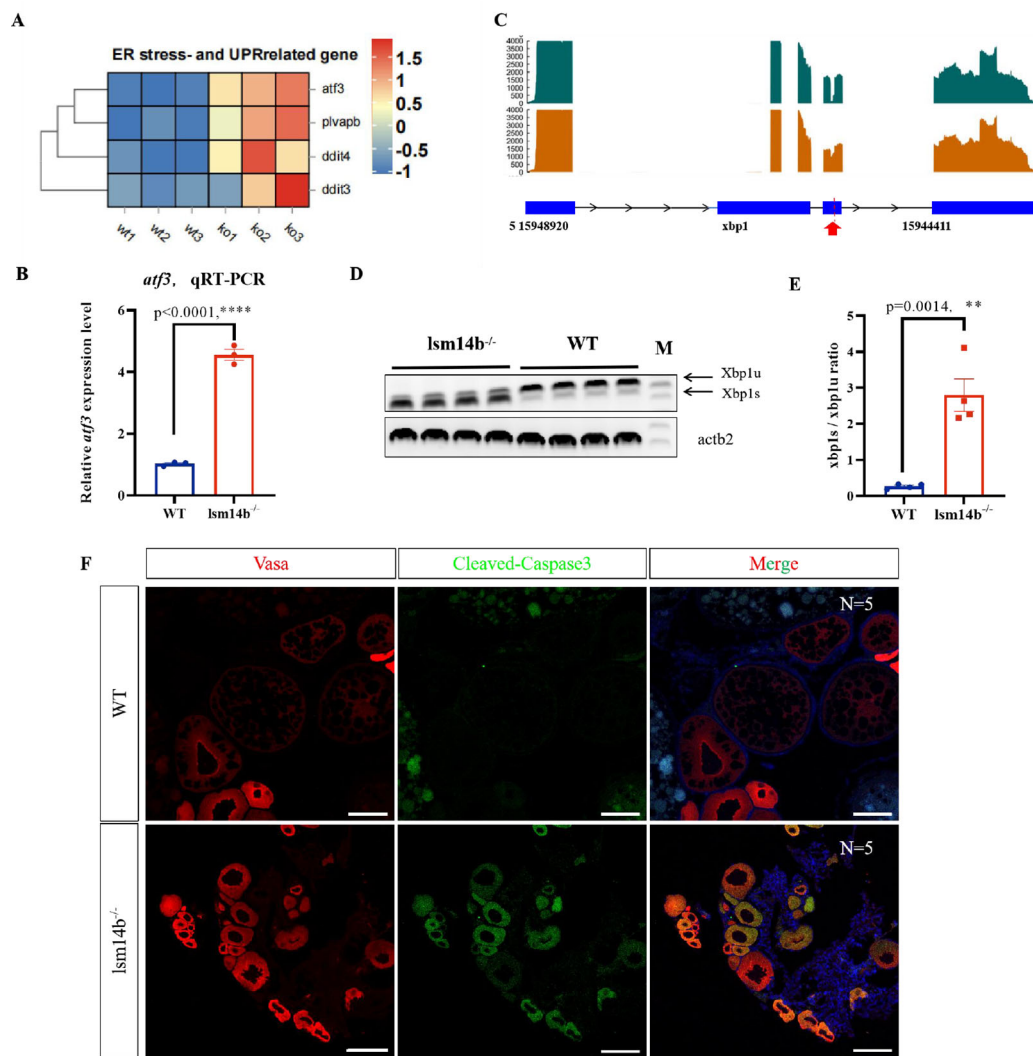 A
ER stress- and UPRrelated gene
atf3
plvapb
ddit4
ddit3
1.5
1
0.5
0
-0.5
-1
wt1 wt2 wt3 ko1 ko2 ko3
C
4000
3500
3000
2500
2000
1500
1000
500
0
4000
3500
3000
2500
2000
1500
1000
500
0
5 15948920 xbp1 15944411
B
atf3, qRT-PCR
p<0.0001,****
Relative atf3 expression level
6
4
2
0
WT lsm14b-/-
D
lsm14b-/- WT M
Xbp1u
Xbp1s
actb2
E
p=0.0014, **
xbp1s / xbp1u ratio
5
4
3
2
1
0
WT lsm14b-/-
F
Vasa Cleaved-Caspase3 Merge
WT
N=5
lsm14b-/-
N=5